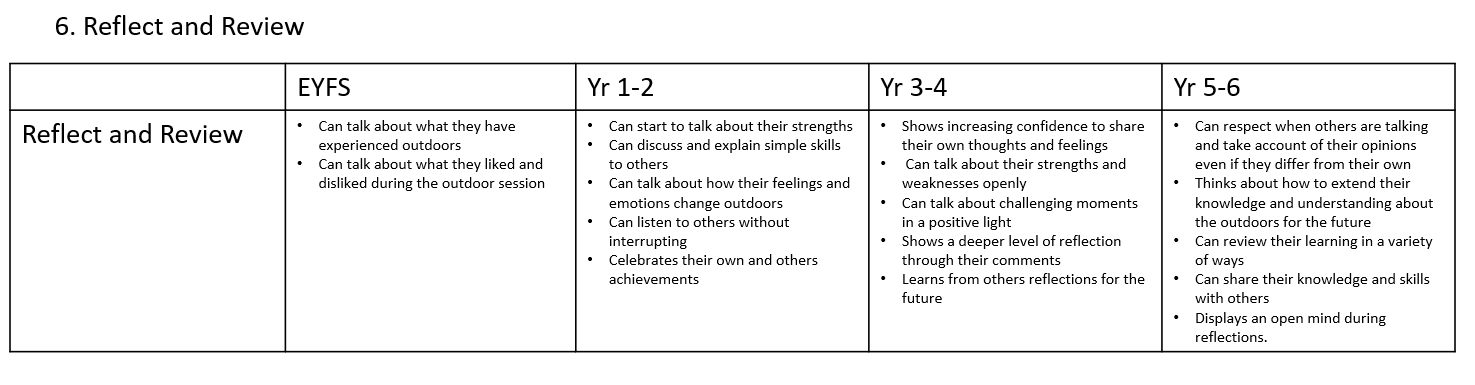 6. Reflect and Review
EYFS
Yr 1-2
Yr 3-4
Yr 5-6
Reflect and Review
• Can talk about what they have
experienced outdoors
• Can talk about what they liked and
disliked during the outdoor session
• Can start to talk about their strengths
• Can discuss and explain simple skills
to others
• Can talk about how their feelings and
emotions change outdoors
• Can listen to others without
interrupting
• Celebrates their own and others
achievements
• Shows increasing confidence to share
their own thoughts and feelings
• Can talk about their strengths and
weaknesses openly
• Can talk about challenging moments
in a positive light
• Shows a deeper level of reflection
through their comments
• Learns from others reflections for the
future
• Can respect when others are talking
and take account of their opinions
even if they differ from their own
• Thinks about how to extend their
knowledge and understanding about
the outdoors for the future
• Can review their learning in a variety
of ways
• Can share their knowledge and skills
with others
• Displays an open mind during
reflections.